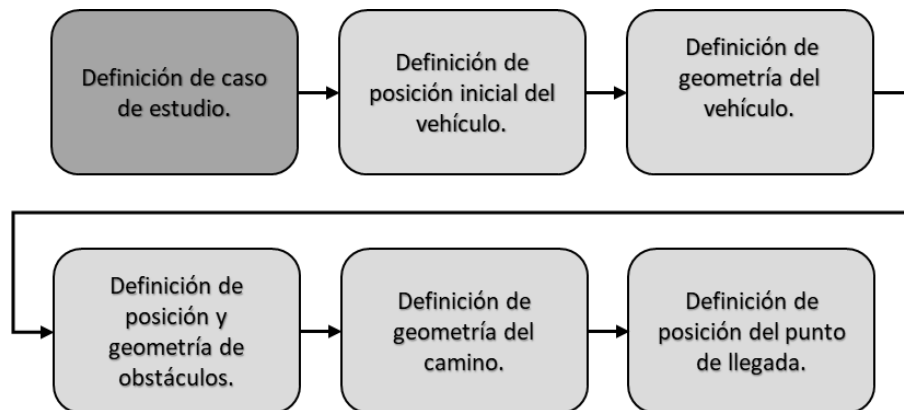 Definición de caso
de estudio.
Definición de
posición inicial del
vehículo.
Definición de
geometría del
vehículo.
Definición de
posición y
geometría de
obstáculos.
Definición de
geometría del
camino.
Definición de
posición del punto
de llegada.